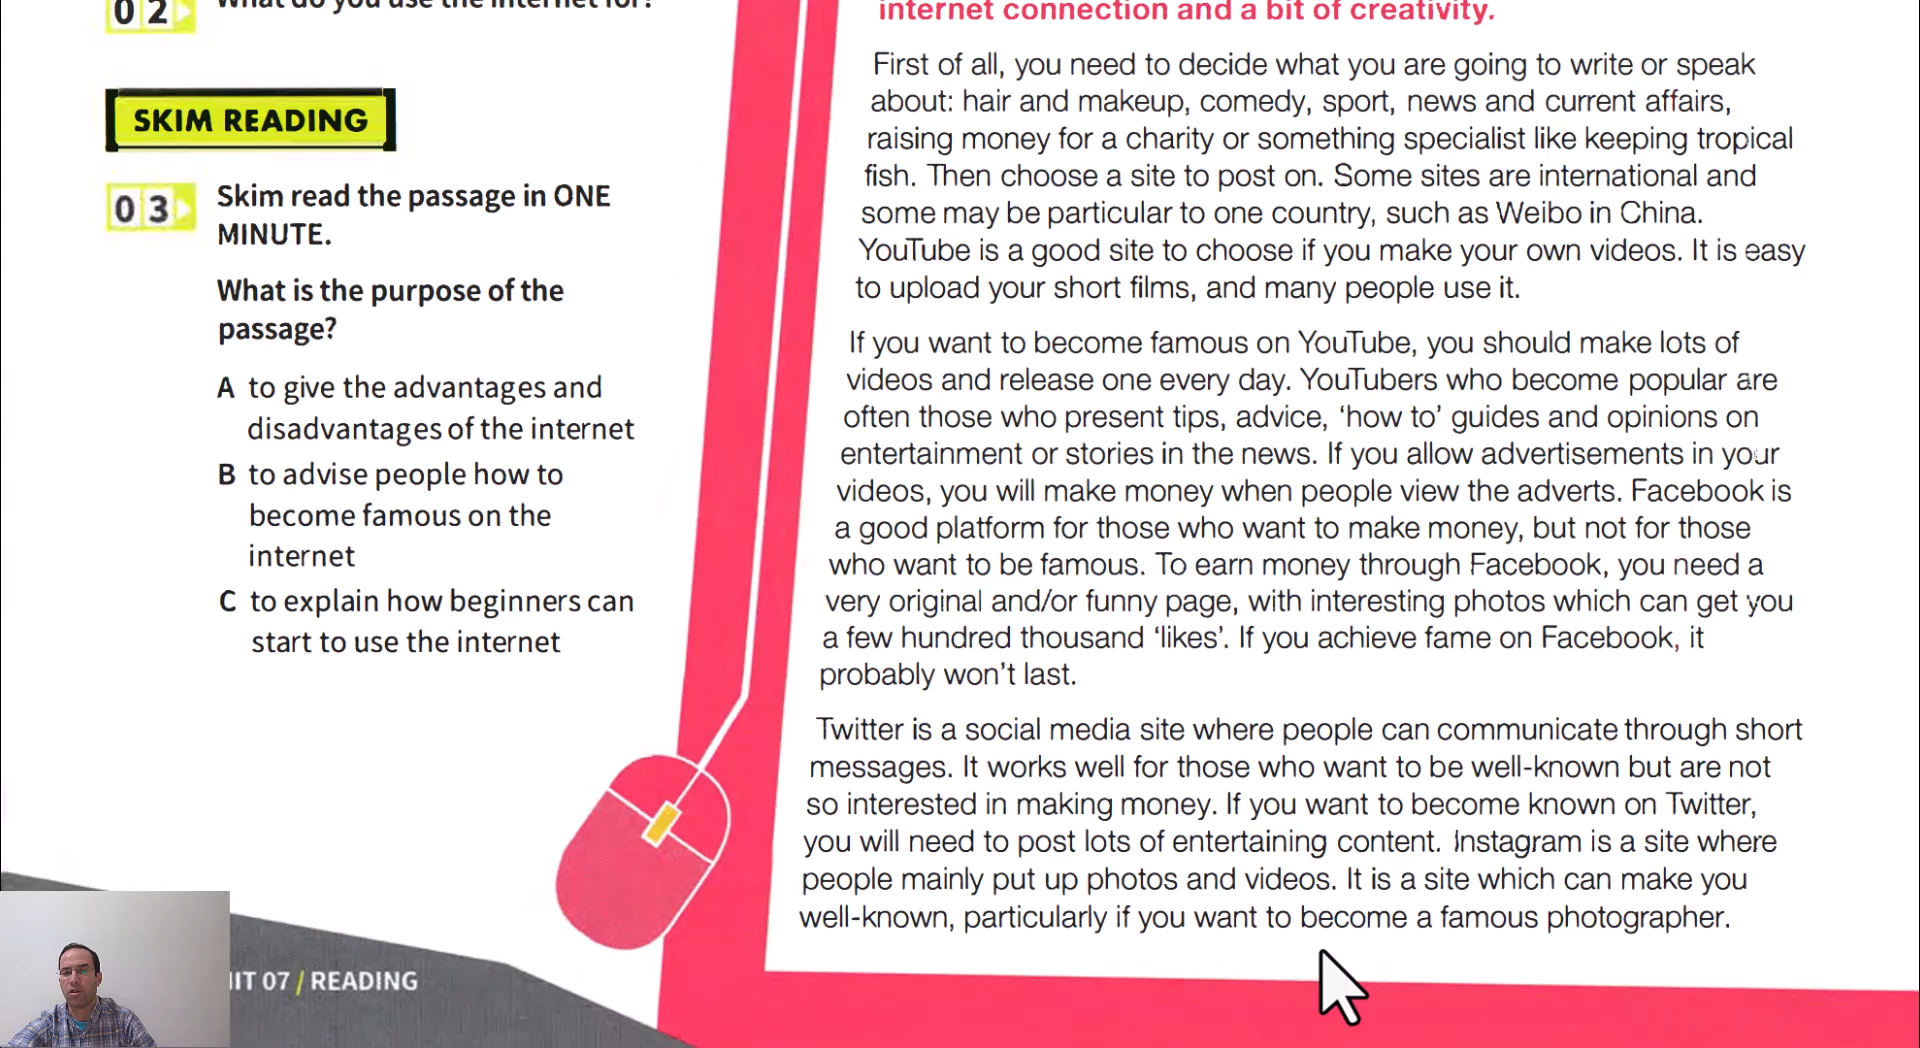 02 What do you use the internet for?
SKIM READING
03 Skim read the passage in ONE
MINUTE.
What is the purpose of the
passage?
A to give the advantages and
disadvantages of the internet
B to advise people how to
become famous on the
internet
C to explain how beginners can
start to use the internet
IT 07 / READING
internet connection and a bit of creativity.
First of all, you need to decide what you are going to write or speak
about: hair and makeup, comedy, sport, news and current affairs,
raising money for a charity or something specialist like keeping tropical
fish. Then choose a site to post on. Some sites are international and
some may be particular to one country, such as Weibo in China.
YouTube is a good site to choose if you make your own videos. It is easy
to upload your short films, and many people use it.
If you want to become famous on YouTube, you should make lots of
videos and release one every day. YouTubers who become popular are
often those who present tips, advice, ‘how to’ guides and opinions on
entertainment or stories in the news. If you allow advertisements in your
videos, you will make money when people view the adverts. Facebook is
a good platform for those who want to make money, but not for those
who want to be famous. To earn money through Facebook, you need a
very original and/or funny page, with interesting photos which can get you
a few hundred thousand ‘likes’. If you achieve fame on Facebook, it
probably won’t last.
Twitter is a social media site where people can communicate through short
messages. It works well for those who want to be well-known but are not
so interested in making money. If you want to become known on Twitter,
you will need to post lots of entertaining content. Instagram is a site where
people mainly put up photos and videos. It is a site which can make you
well-known, particularly if you want to become a famous photographer.